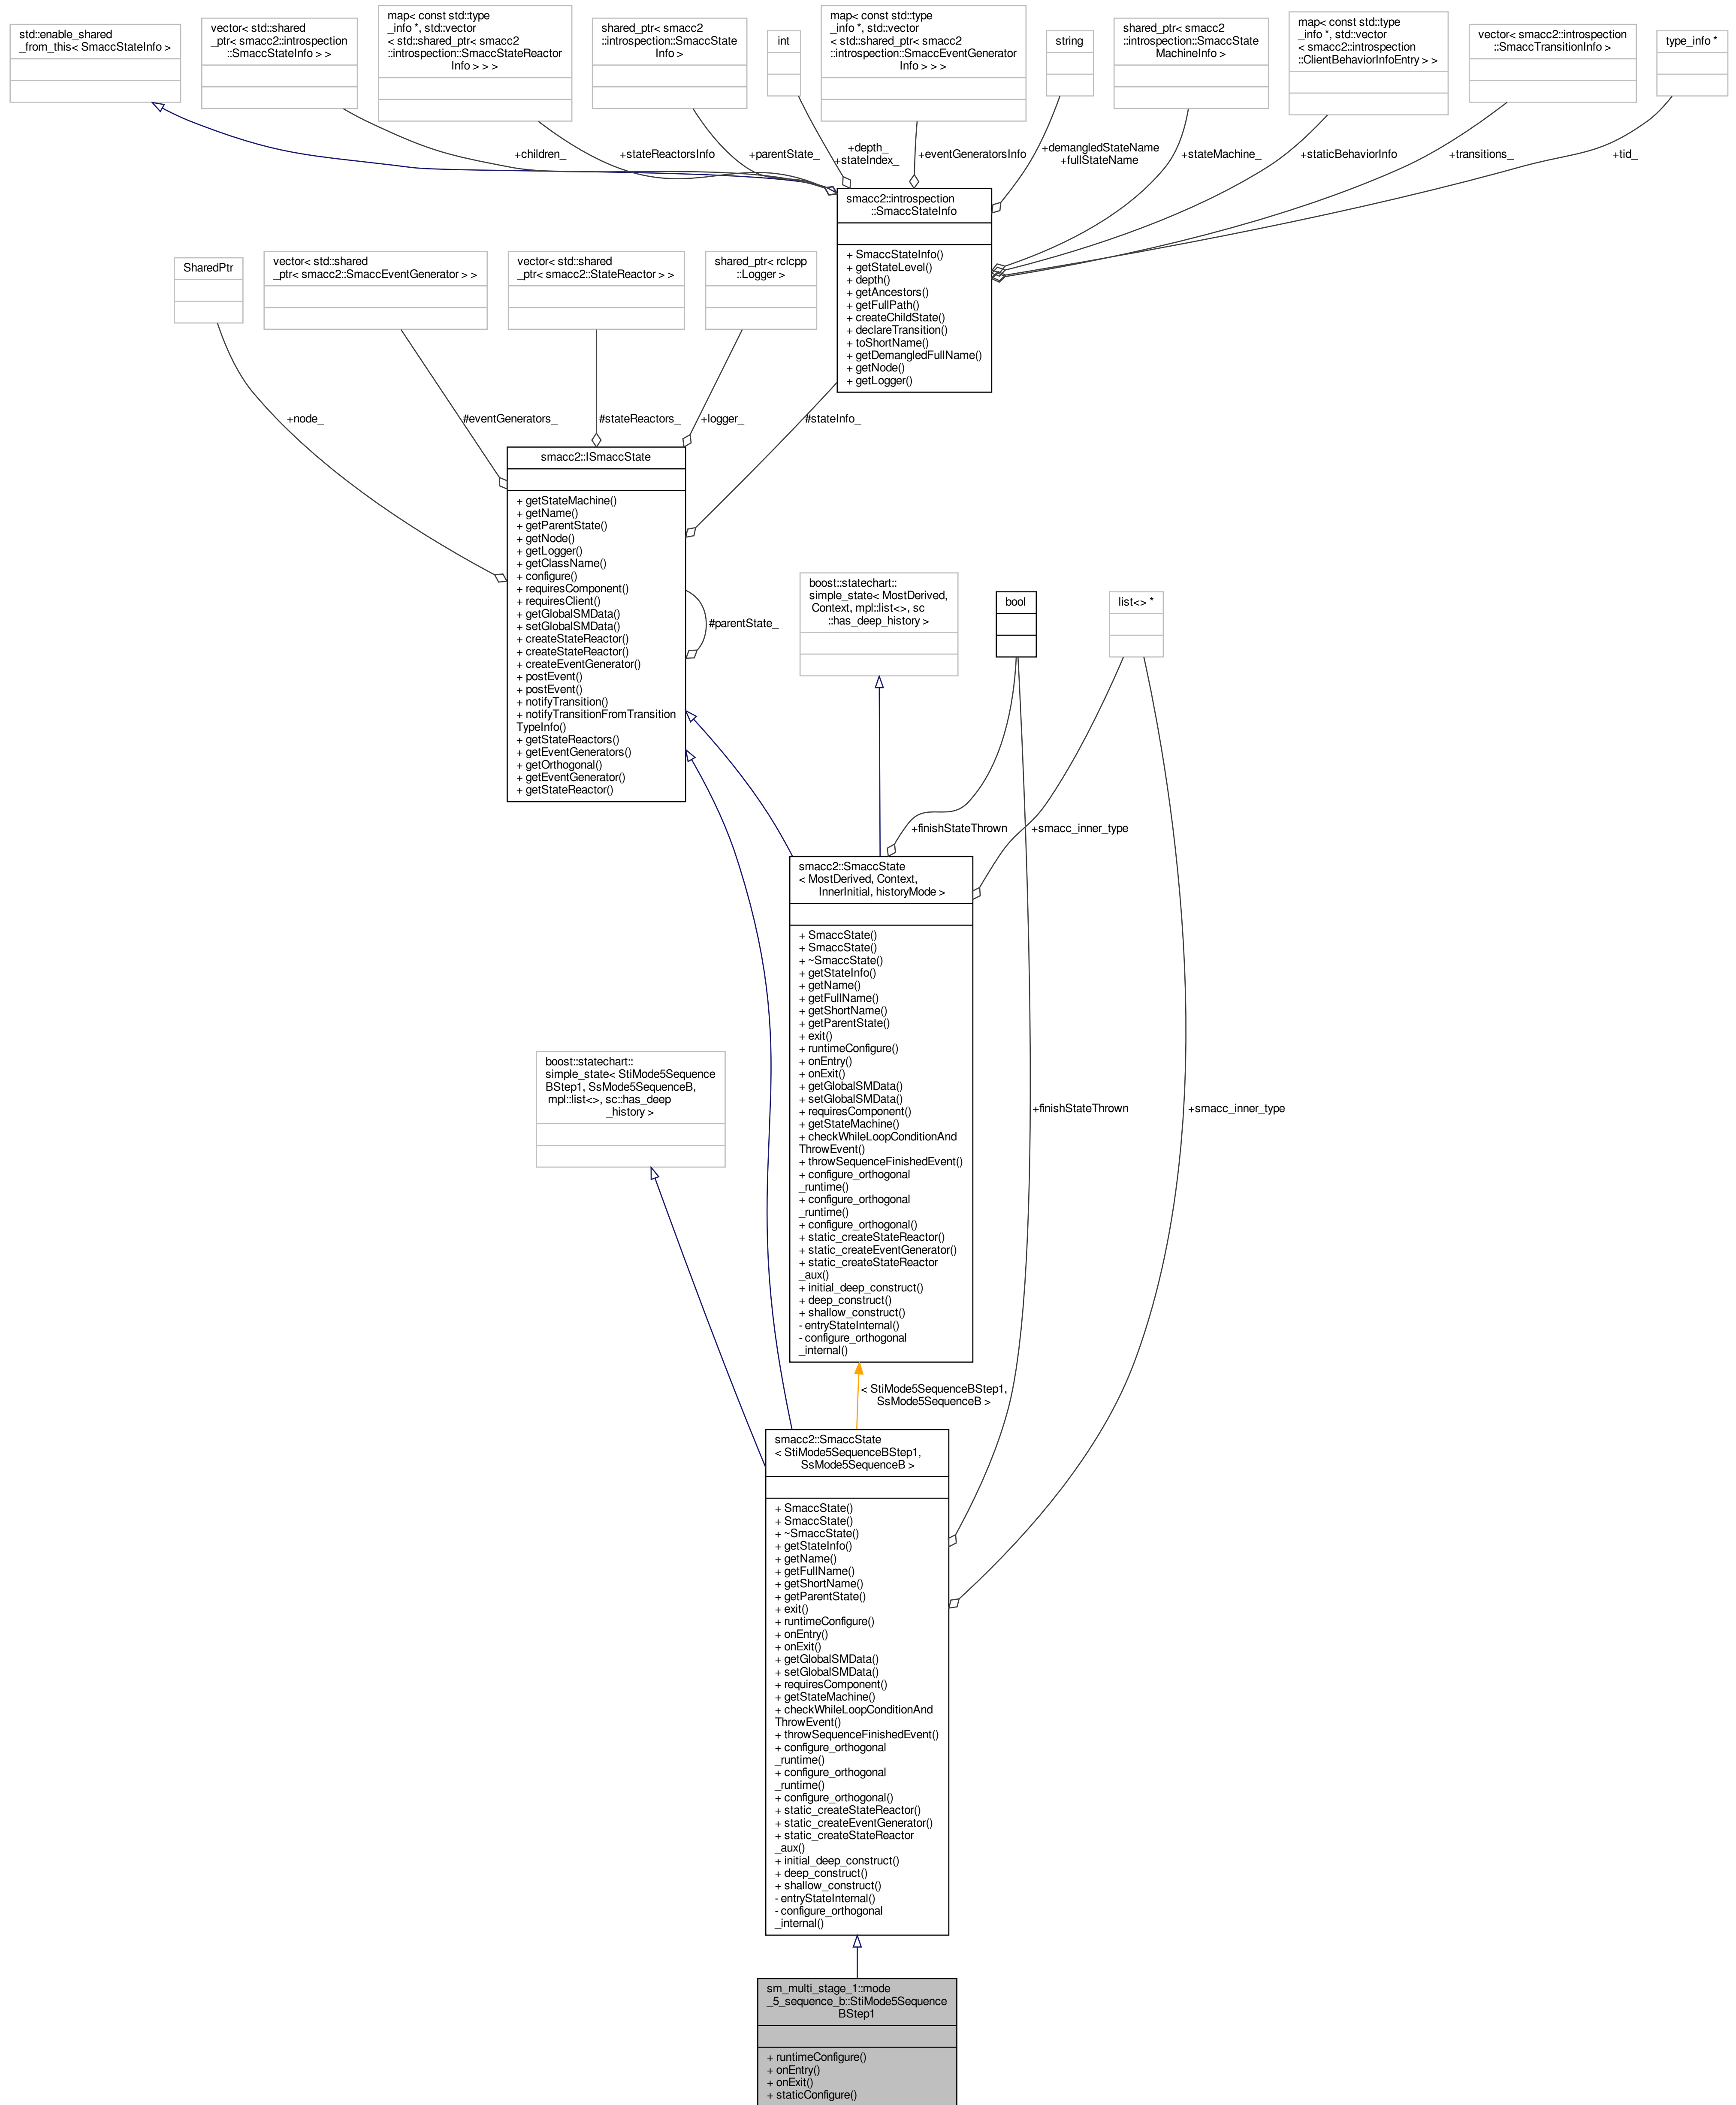 std::enable_shared
_from_this< SmaccStateInfo >
vector< std::shared
_ptr< smacc2::introspection
::SmaccStateInfo > >
map< const std::type
_info *, std::vector
< std::shared_ptr< smacc2
::introspection::SmaccStateReactor
Info > > >
shared_ptr< smacc2
::introspection::SmaccState
Info >
int
map< const std::type
_info *, std::vector
< std::shared_ptr< smacc2
::introspection::SmaccEventGenerator
Info > > >
string
shared_ptr< smacc2
::introspection::SmaccState
MachineInfo >
map< const std::type
_info *, std::vector
< smacc2::introspection
::ClientBehaviorInfoEntry > >
vector< smacc2::introspection
::SmaccTransitionInfo >
type_info *
+children_
+stateReactorsInfo
+parentState_
+depth_
+stateIndex_
+eventGeneratorsInfo
+demangledStateName
+fullStateName
+stateMachine_
+staticBehaviorInfo
+transitions_
+tid_
smacc2::introspection
::SmaccStateInfo
+ SmaccStateInfo()
+ getStateLevel()
+ depth()
+ getAncestors()
+ getFullPath()
+ createChildState()
+ declareTransition()
+ toShortName()
+ getDemangledFullName()
+ getNode()
+ getLogger()
SharedPtr
vector< std::shared
_ptr< smacc2::SmaccEventGenerator > >
vector< std::shared
_ptr< smacc2::StateReactor > >
shared_ptr< rclcpp
::Logger >
+node_
#eventGenerators_
#stateReactors_
+logger_
#stateInfo_
smacc2::ISmaccState
+ getStateMachine()
+ getName()
+ getParentState()
+ getNode()
+ getLogger()
+ getClassName()
+ configure()
+ requiresComponent()
+ requiresClient()
+ getGlobalSMData()
+ setGlobalSMData()
+ createStateReactor()
+ createStateReactor()
+ createEventGenerator()
+ postEvent()
+ postEvent()
+ notifyTransition()
+ notifyTransitionFromTransition
TypeInfo()
+ getStateReactors()
+ getEventGenerators()
+ getOrthogonal()
+ getEventGenerator()
+ getStateReactor()
#parentState_
boost::statechart::
simple_state< MostDerived,
Context, mpl::list<>, sc
::has_deep_history >
bool
list<> *
+finishStateThrown
+smacc_inner_type
smacc2::SmaccState
< MostDerived, Context,
InnerInitial, historyMode >
+ SmaccState()
+ SmaccState()
+ ~SmaccState()
+ getStateInfo()
+ getName()
+ getFullName()
+ getShortName()
+ getParentState()
+ exit()
+ runtimeConfigure()
+ onEntry()
+ onExit()
+ getGlobalSMData()
+ setGlobalSMData()
+ requiresComponent()
+ getStateMachine()
+ checkWhileLoopConditionAnd
ThrowEvent()
+ throwSequenceFinishedEvent()
+ configure_orthogonal
_runtime()
+ configure_orthogonal
_runtime()
+ configure_orthogonal()
+ static_createStateReactor()
+ static_createEventGenerator()
+ static_createStateReactor
_aux()
+ initial_deep_construct()
+ deep_construct()
+ shallow_construct()
- entryStateInternal()
- configure_orthogonal
_internal()
boost::statechart::
simple_state< StiMode5Sequence
BStep1, SsMode5SequenceB,
mpl::list<>, sc::has_deep
_history >
+finishStateThrown
+smacc_inner_type
< StiMode5SequenceBStep1,
SsMode5SequenceB >
smacc2::SmaccState
< StiMode5SequenceBStep1,
SsMode5SequenceB >
+ SmaccState()
+ SmaccState()
+ ~SmaccState()
+ getStateInfo()
+ getName()
+ getFullName()
+ getShortName()
+ getParentState()
+ exit()
+ runtimeConfigure()
+ onEntry()
+ onExit()
+ getGlobalSMData()
+ setGlobalSMData()
+ requiresComponent()
+ getStateMachine()
+ checkWhileLoopConditionAnd
ThrowEvent()
+ throwSequenceFinishedEvent()
+ configure_orthogonal
_runtime()
+ configure_orthogonal
_runtime()
+ configure_orthogonal()
+ static_createStateReactor()
+ static_createEventGenerator()
+ static_createStateReactor
_aux()
+ initial_deep_construct()
+ deep_construct()
+ shallow_construct()
- entryStateInternal()
- configure_orthogonal
_internal()
sm_multi_stage_1::mode
_5_sequence_b::StiMode5Sequence
BStep1
+ runtimeConfigure()
+ onEntry()
+ onExit()
+ staticConfigure()